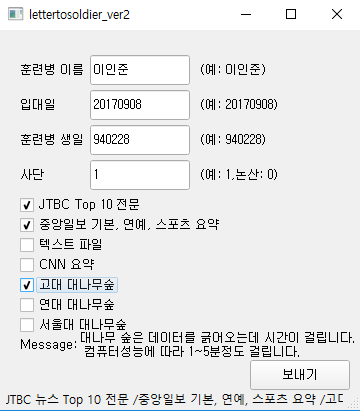 lettertosoldier_ver2
훈련병 이름 이인준 (예: 이인준)
입대일 20170908 (예: 20170908)
훈련병 생일 940228 (예: 940228)
사단 1 (예: 1,논산: 0)
JTBC Top 10 전문
중앙일보 기본, 연예, 스포츠 요약
텍스트 파일
CNN 요약
고대 대나무숲
연대 대나무숲
서울대 대나무숲
Message: 대나무 숲은 데이터를 긁어오는데 시간이 걸립니다.
컴퓨터성능에 따라 1~5분정도 걸립니다.
보내기
JTBC 뉴스 Top 10 전문 /중앙일보 기본, 연예, 스포츠 요약 /고대